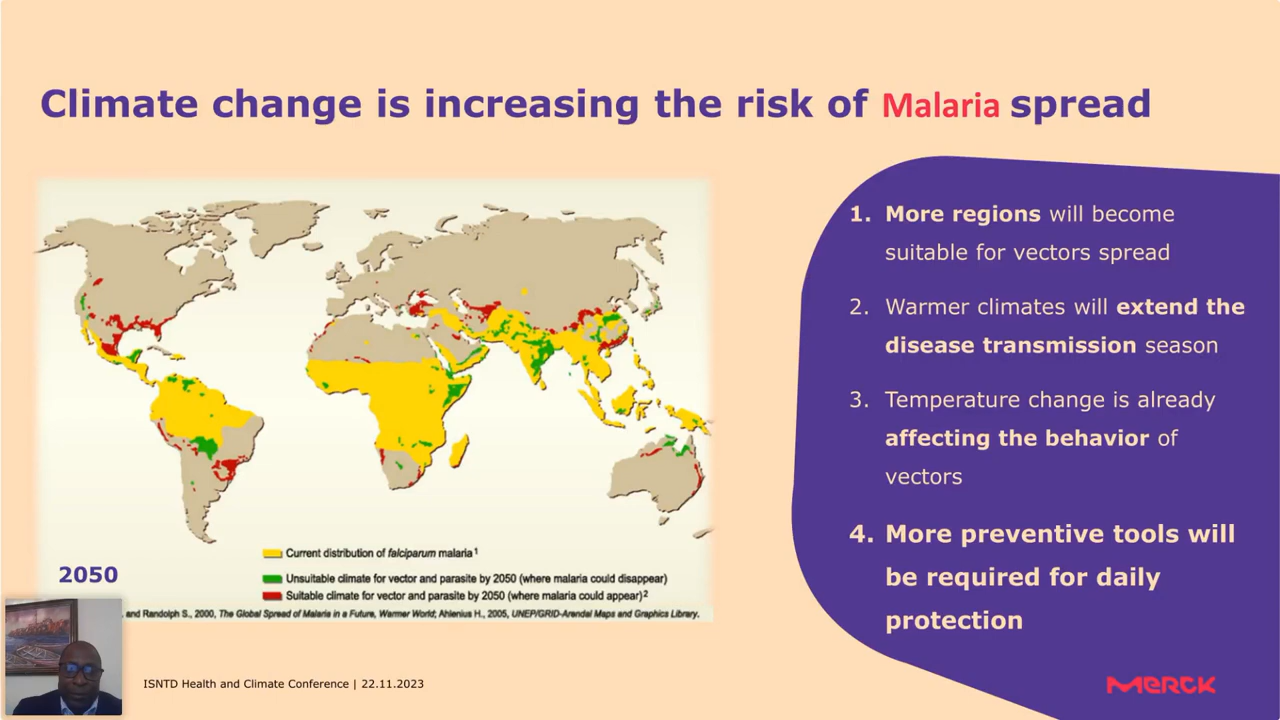 Climate change is increasing the risk of Malaria spread
1. More regions will become
suitable for vectors spread
2. Warmer climates will extend the
disease transmission season
3. Temperature change is already
affecting the behavior of
vectors
4. More preventive tools will
be required for daily
protection
Current distribution of falciparum malaria 1
2050
Unsuitable climate for vector and parasite by 2050 (where malaria could disappear)
Suitable climate for vector and parasite by 2050 (where malaria could appear)2
and Randolph S., 2000, The Global Spread of Malaria in a Future, Warmer World; Ahlenius H., 2005, UNEP/GRID-Arendal Maps and Graphics Library.
ISNTD Health and Climate Conference | 22.11.2023
MERCK